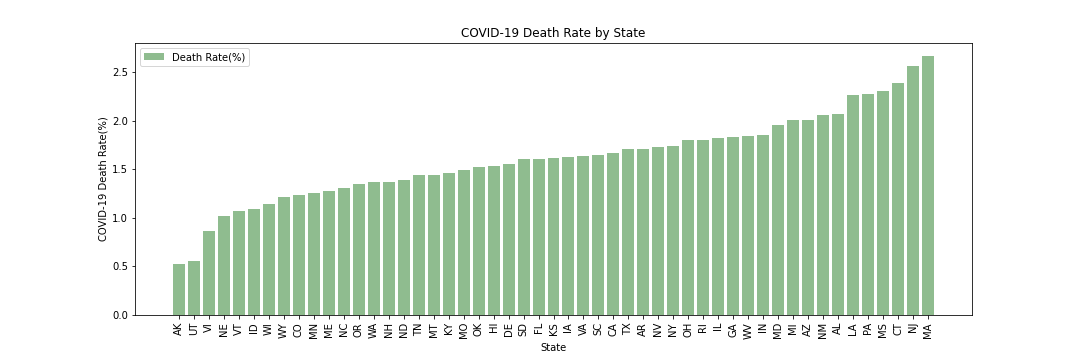 COVID-19 Death Rate by State
Death Rate(%)
COVID-19 Death Rate(%)
2.5
2.0
1.5
1.0
0.5
0.0
AK UT VI NE VT ID WI WY CO MN ME NC OR WA NH ND TN MT KY MO OK HI DE SD FL KS IA VA SC CA TX AR NV NY OH RI IL GA WV IN MD MI AZ NM AL LA PA MS CT NJ MA
State